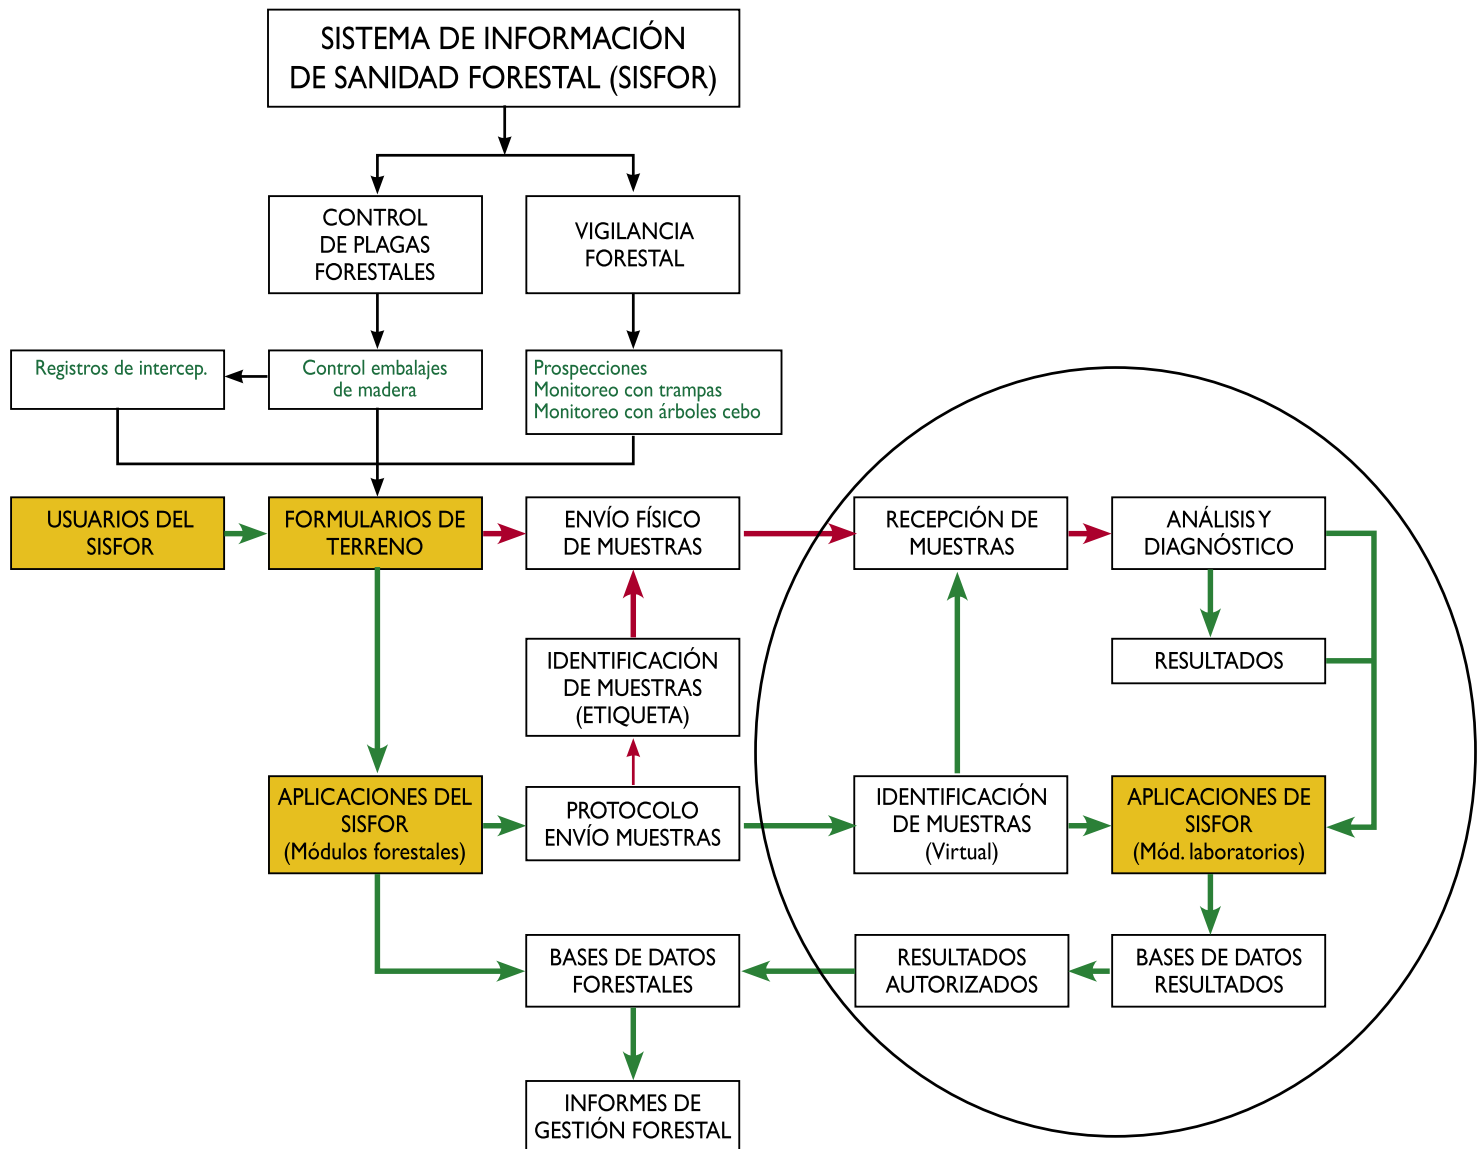 SISTEMA DE INFORMACIÓN
DE SANIDAD FORESTAL (SISFOR)
CONTROL
DE PLAGAS
FORESTALES
VIGILANCIA
FORESTAL
Registros de intercep.
Control embalajes
de madera
Prospecciones
Monitoreo con trampas
Monitoreo con árboles cebo
USUARIOS DEL
SISFOR
FORMULARIOS DE
TERRENO
ENVÍO FÍSICO
DE MUESTRAS
RECEPCIÓN DE
MUESTRAS
ANÁLISIS Y
DIAGNÓSTICO
IDENTIFICACIÓN
DE MUESTRAS
(ETIQUETA)
RESULTADOS
APLICACIONES DEL
SISFOR
(Módulos forestales)
PROTOCOLO
ENVÍO MUESTRAS
IDENTIFICACIÓN
DE MUESTRAS
(Virtual)
APLICACIONES DE
SISFOR
(Mód. laboratorios)
BASES DE DATOS
FORESTALES
RESULTADOS
AUTORIZADOS
BASES DE DATOS
RESULTADOS
INFORMES DE
GESTIÓN FORESTAL